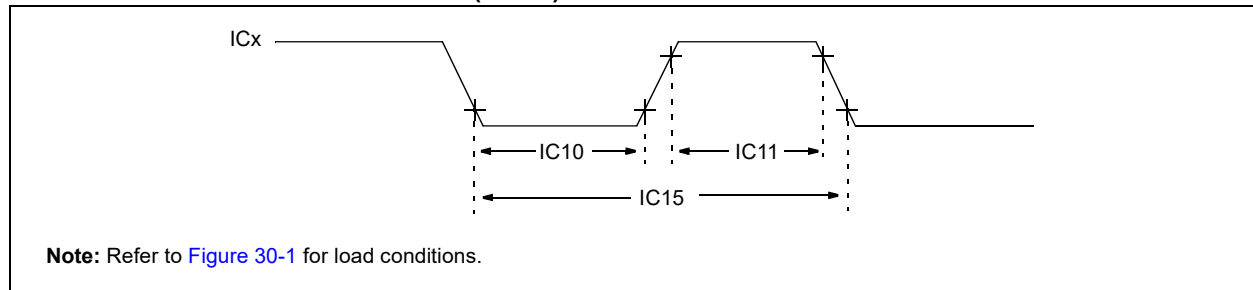 ICx
IC10
IC11
IC15
Note: Refer to Figure 30-1 for load conditions.